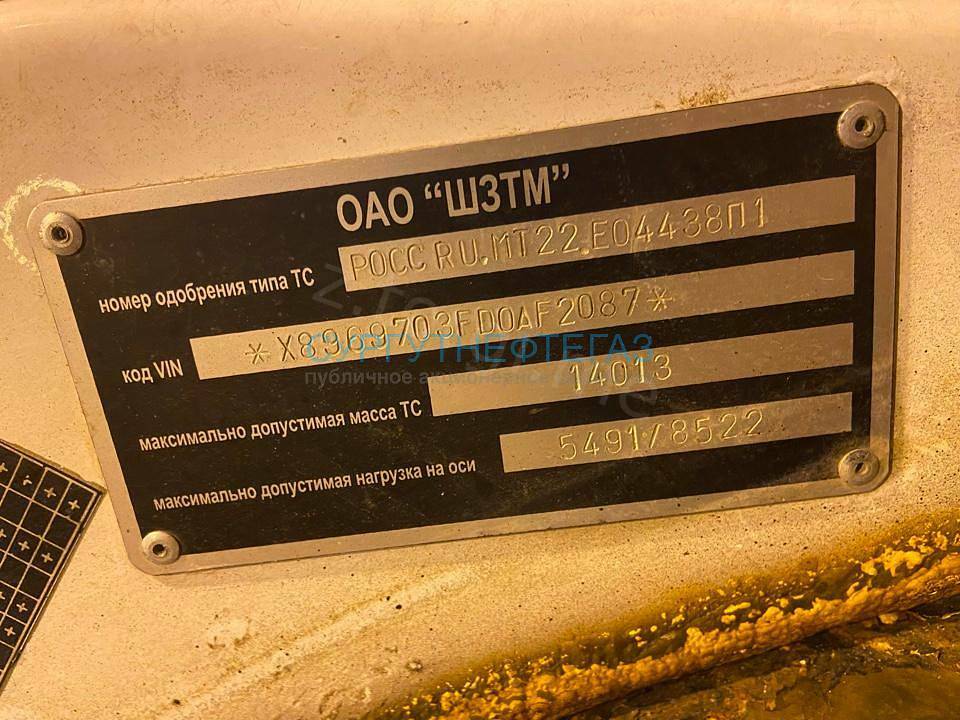 ОАО “ШЗТМ”
номер одобрения типа ТС РОСС RU.МТ22.Е04438П1
код VIN *X8969703FD0AF2087*
СУРГУТНЕФТЕГАЗ
публичное акционерное
максимально допустимая масса ТС 14013
максимально допустимая нагрузка на оси 5491/8522